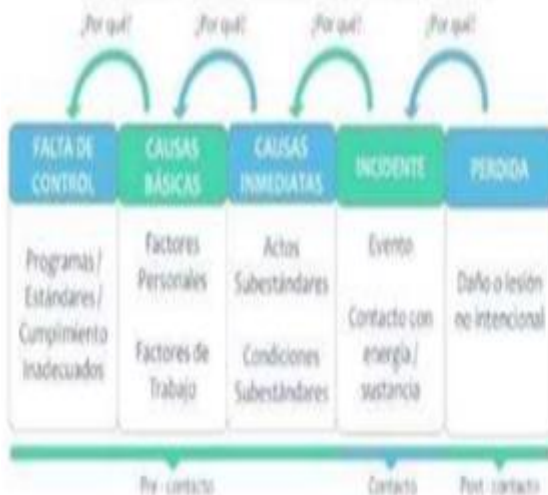 ¿Por qué?
¿Por qué?
¿Por qué?
¿Por qué?
FALTA DE
CONTROL
CAUSAS
BÁSICAS
CAUSAS
INMEDIATAS
INCIDENTE
PERDIDA
Programas /
Estándares /
Cumplimiento
inadecuados
Factores
Personales
Factores de
Trabajo
Actos
Subestándares
Condiciones
Subestándares
Evento
Contacto con
energía /
sustancia
Daño o lesión
no intencional
Pre - contacto
Contacto
Post - contacto